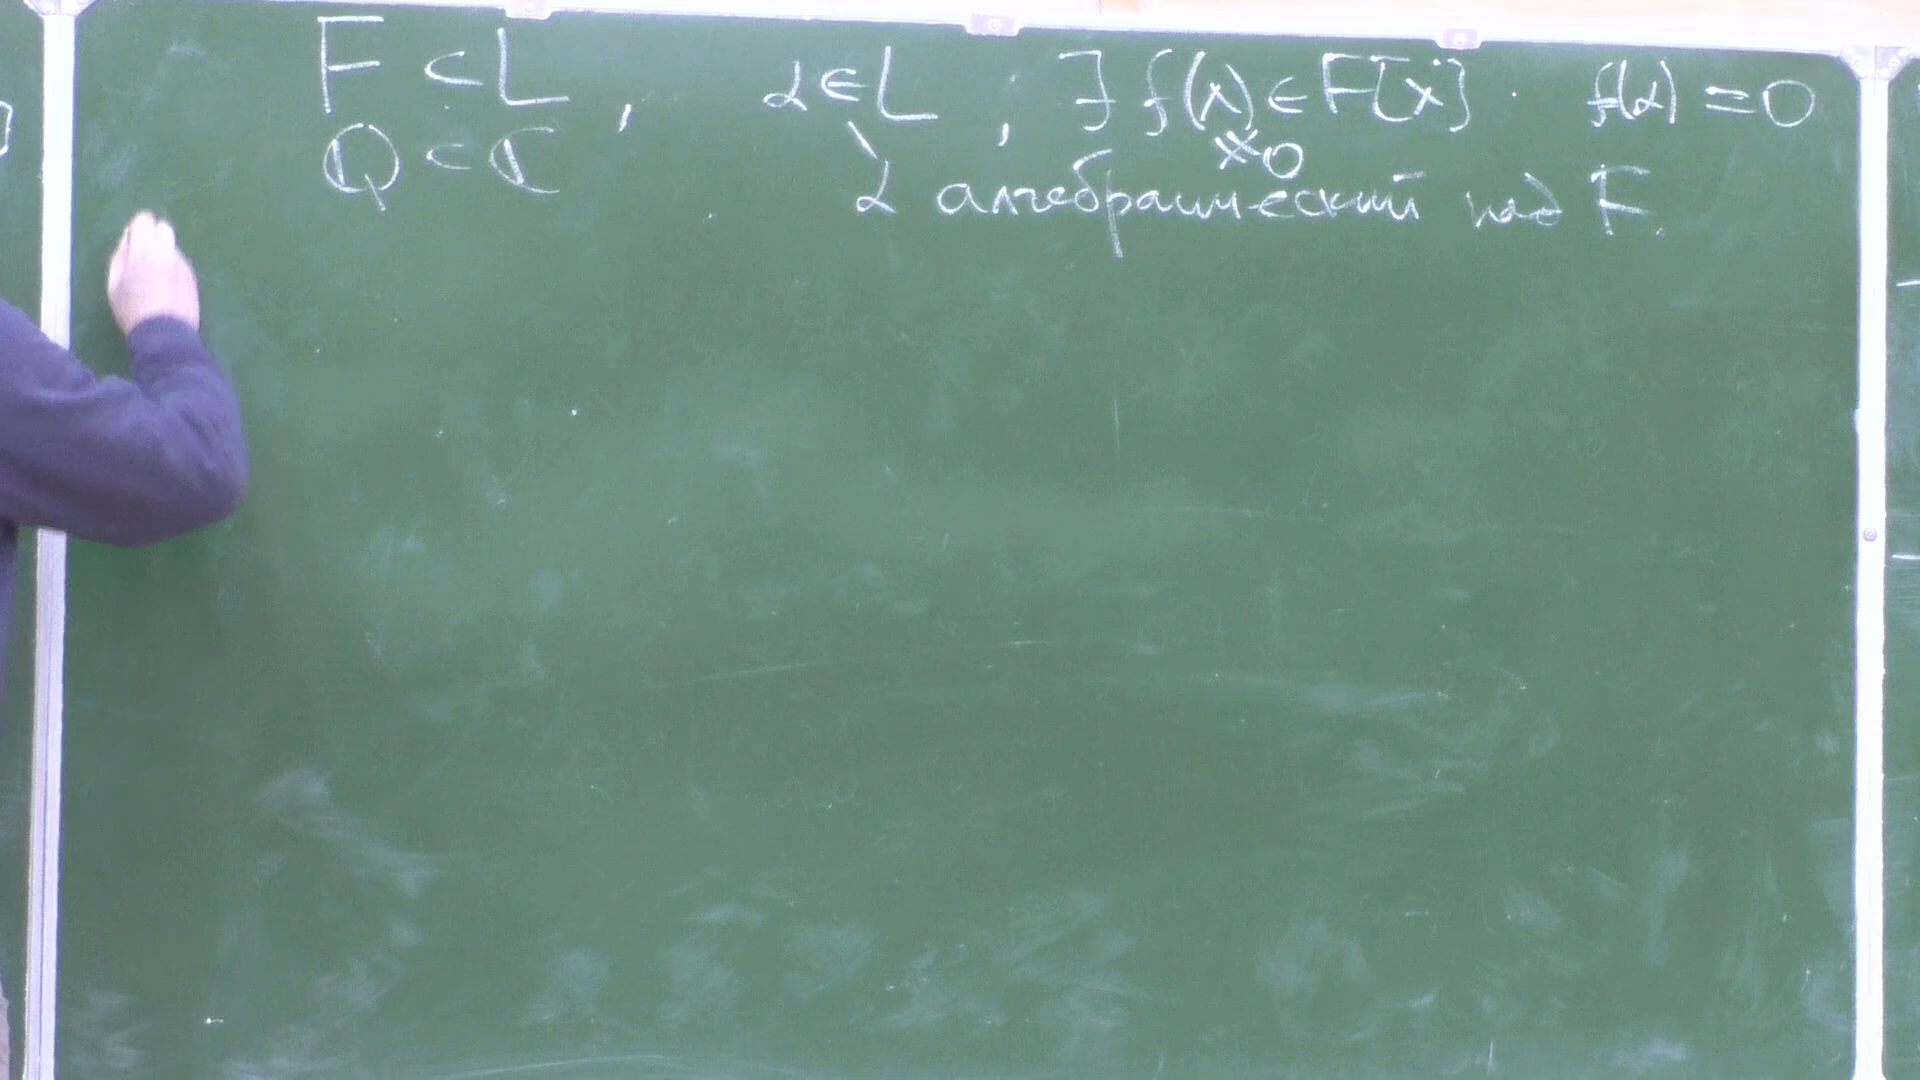 F ⊂ L , α ∈ L ; ∃ f(x) ∈ F[x] . f(α) = 0
ℚ ⊂ ℂ ≠0
α алгебраический над F.